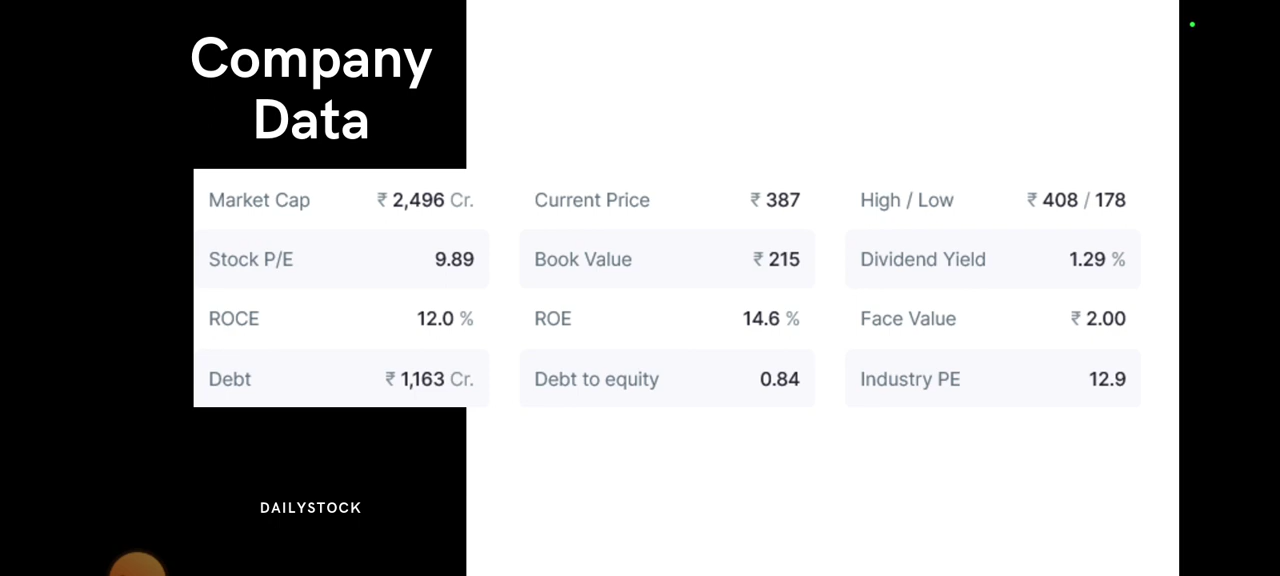 Company
Data
Market Cap ₹ 2,496 Cr. Current Price ₹ 387 High / Low ₹ 408 / 178
Stock P/E 9.89 Book Value ₹ 215 Dividend Yield 1.29 %
ROCE 12.0 % ROE 14.6 % Face Value ₹ 2.00
Debt ₹ 1,163 Cr. Debt to equity 0.84 Industry PE 12.9
DAILYSTOCK